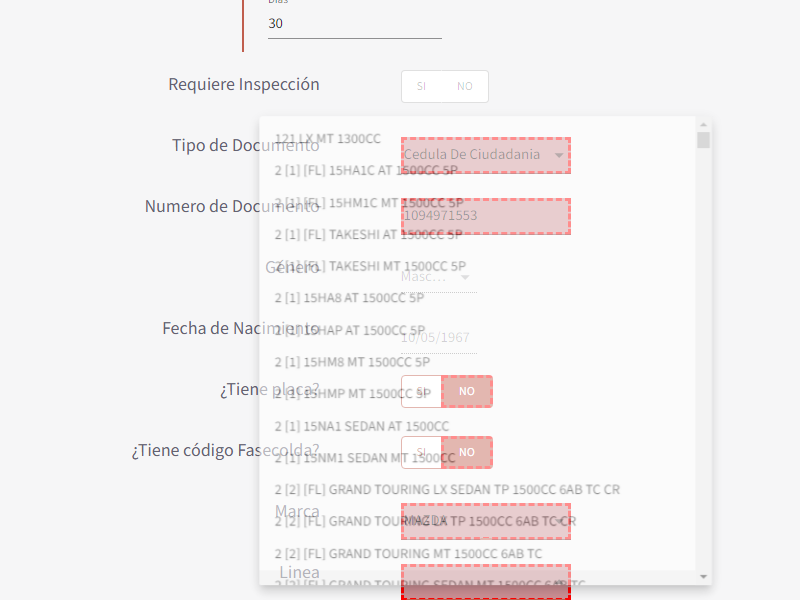 Dias
30
Requiere Inspección
SI NO
121 LX MT 1300CC
Tipo de Documento
Cedula De Ciudadania
2 [1] [FL] 15HA1C AT 1500CC 5P
2 [1] [FL] 15HM1C MT 1500CC 5P
Numero de Documento
1094971553
2 [1] [FL] TAKESHI AT 1500CC 5P
2 [1] [FL] TAKESHI MT 1500CC 5P
Género
Masc...
2 [1] 15HA8 AT 1500CC 5P
Fecha de Nacimiento
2 [1] 15HAP AT 1500CC 5P
10/05/1967
2 [1] 15HM8 MT 1500CC 5P
¿Tiene placa?
SI NO
2 [1] 15HMP MT 1500CC 5P
2 [1] 15NA1 SEDAN AT 1500CC
¿Tiene código Fasecolda?
SI NO
2 [1] 15NM1 SEDAN MT 1500CC
2 [2] [FL] GRAND TOURING LX SEDAN TP 1500CC 6AB TC CR
Marca
MAZDA
2 [2] [FL] GRAND TOURING LX TP 1500CC 6AB TC CR
2 [2] [FL] GRAND TOURING MT 1500CC 6AB TC
Linea
2 [2] [FL] GRAND TOURING SEDAN MT 1500CC 6AB TC